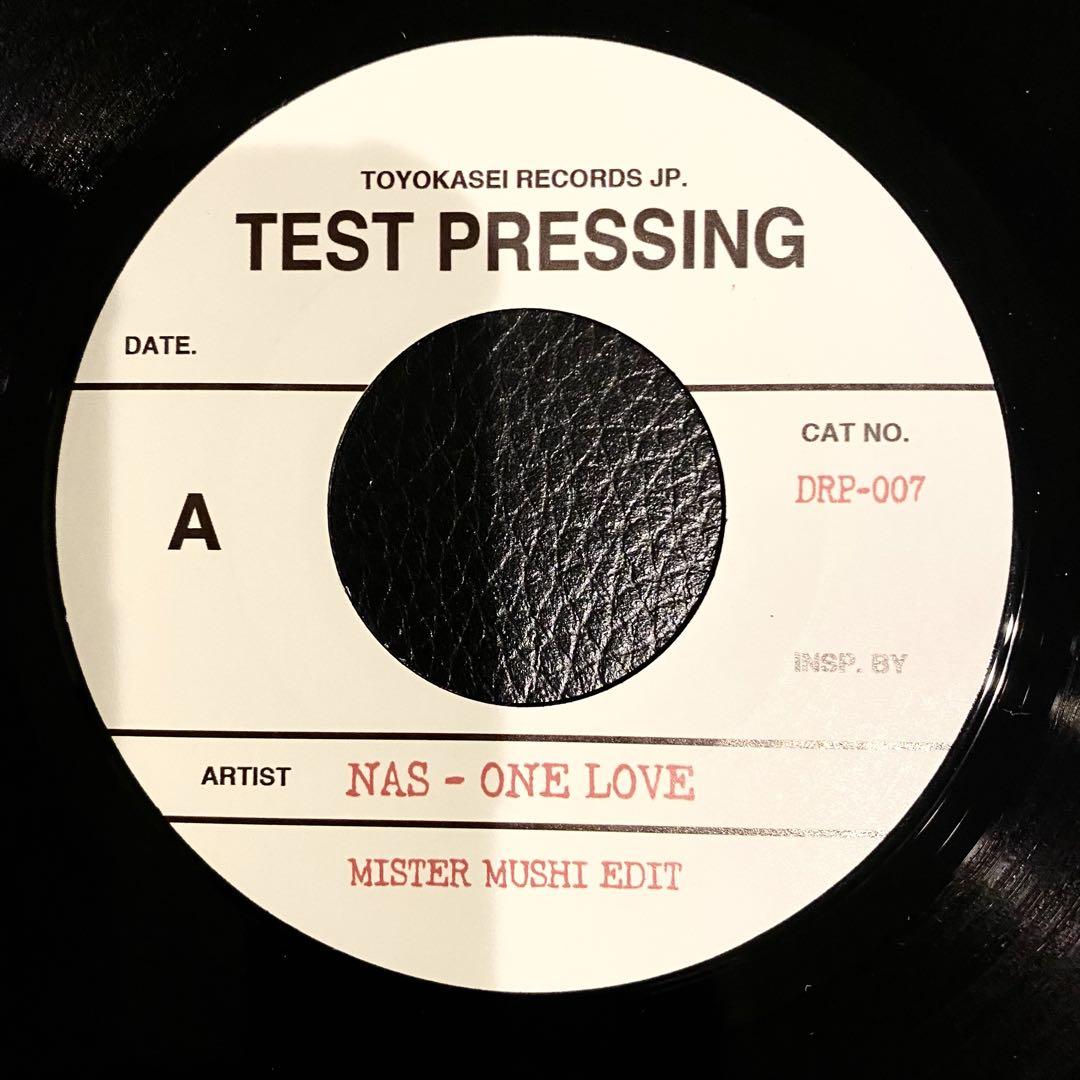 TOYOKASEI RECORDS JP.
TEST PRESSING
DATE.
CAT NO.
DRP-007
A
INSP. BY
ARTIST NAS - ONE LOVE
MISTER MUSHI EDIT